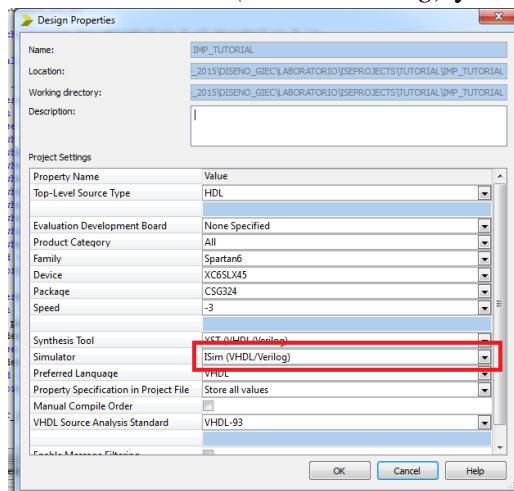 Design Properties
Name: IMP_TUTORIAL
Location: _2015\DISENO_GIEC\LABORATORIO\ISEPROJECTS\TUTORIAL\IMP_TUTORIAL
Working directory: _2015\DISENO_GIEC\LABORATORIO\ISEPROJECTS\TUTORIAL\IMP_TUTORIAL
Description:
Project Settings
Property Name Value
Top-Level Source Type HDL
Evaluation Development Board None Specified
Product Category All
Family Spartan6
Device XC6SLX45
Package CSG324
Speed -3
Synthesis Tool XST (VHDL/Verilog)
Simulator ISim (VHDL/Verilog)
Preferred Language VHDL
Property Specification in Project File Store all values
Manual Compile Order
VHDL Source Analysis Standard VHDL-93
Enable Message Filtering
OK Cancel Help